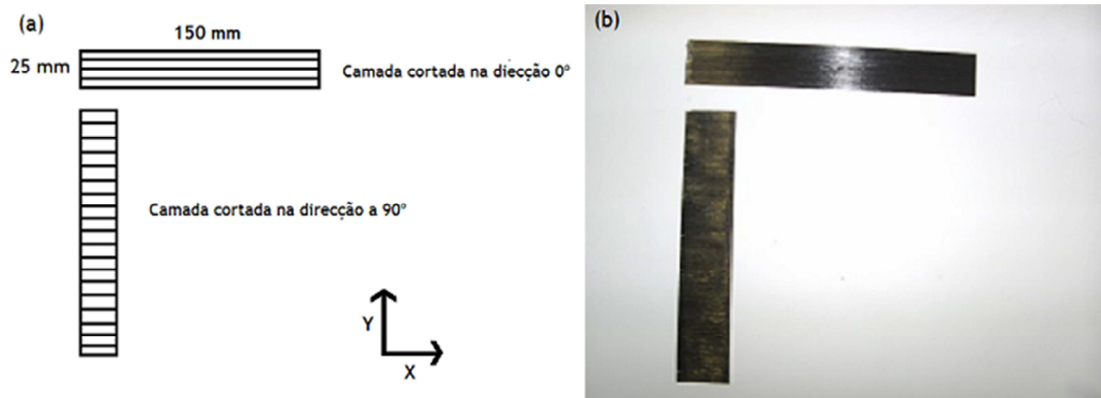 (a)
150 mm
25 mm
Camada cortada na diecção 0º
Camada cortada na direcção a 90º
Y
X
(b)